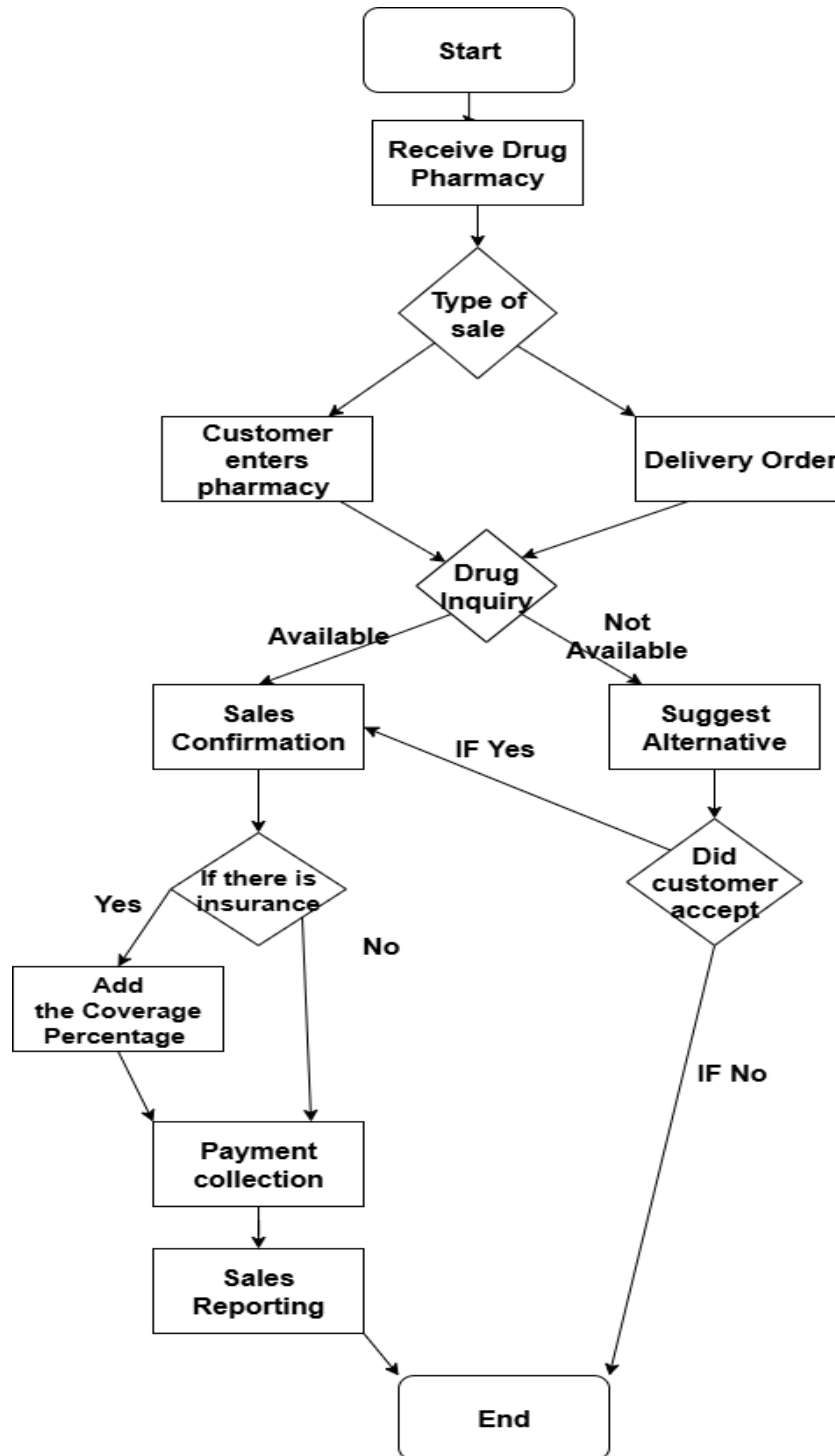 Start
Receive Drug
Pharmacy
Type of
sale
Customer
enters
pharmacy
Delivery Order
Drug
Inquiry
Available
Not
Available
Sales
Confirmation
IF Yes
Suggest
Alternative
If there is
insurance
Did
customer
accept
Yes
No
Add
the Coverage
Percentage
IF No
Payment
collection
Sales
Reporting
End